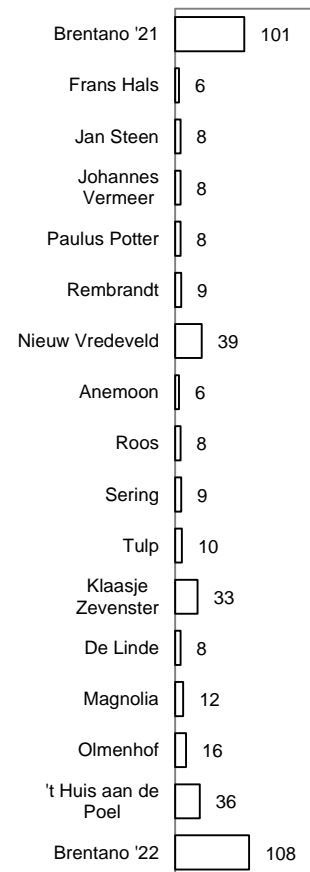 Brentano '21 101
Frans Hals 6
Jan Steen 8
Johannes
Vermeer 8
Paulus Potter 8
Rembrandt 9
Nieuw Vredeveld 39
Anemoon 6
Roos 8
Sering 9
Tulp 10
Klaasje
Zevenster 33
De Linde 8
Magnolia 12
Olmenhof 16
't Huis aan de
Poel 36
Brentano '22 108